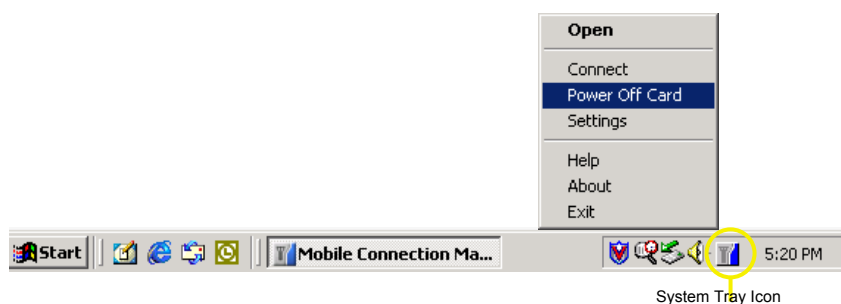 Open
Connect
Power Off Card
Settings
Help
About
Exit
Start Mobile Connection Ma... 5:20 PM
System Tray Icon